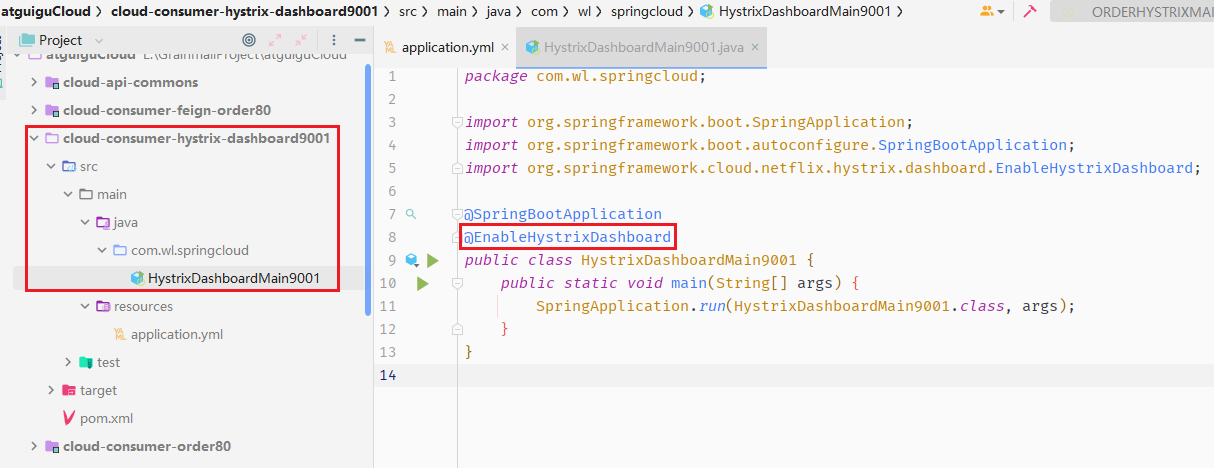 atguiguCloud > cloud-consumer-hystrix-dashboard9001 > src > main > java > com > wl > springcloud > HystrixDashboardMain9001 >
ORDERHYSTRIXMAI
Project
atguiguCloud
cloud-api-commons
cloud-consumer-feign-order80
cloud-consumer-hystrix-dashboard9001
src
main
java
com.wl.springcloud
HystrixDashboardMain9001
resources
application.yml
test
target
pom.xml
cloud-consumer-order80
application.yml ×
HystrixDashboardMain9001.java ×
1 package com.wl.springcloud;
2
3 import org.springframework.boot.SpringApplication;
4 import org.springframework.boot.autoconfigure.SpringBootApplication;
5 import org.springframework.cloud.netflix.hystrix.dashboard.EnableHystrixDashboard;
6
7 @SpringBootApplication
8 @EnableHystrixDashboard
9 public class HystrixDashboardMain9001 {
10 public static void main(String[] args) {
11 SpringApplication.run(HystrixDashboardMain9001.class, args);
12 }
13 }
14